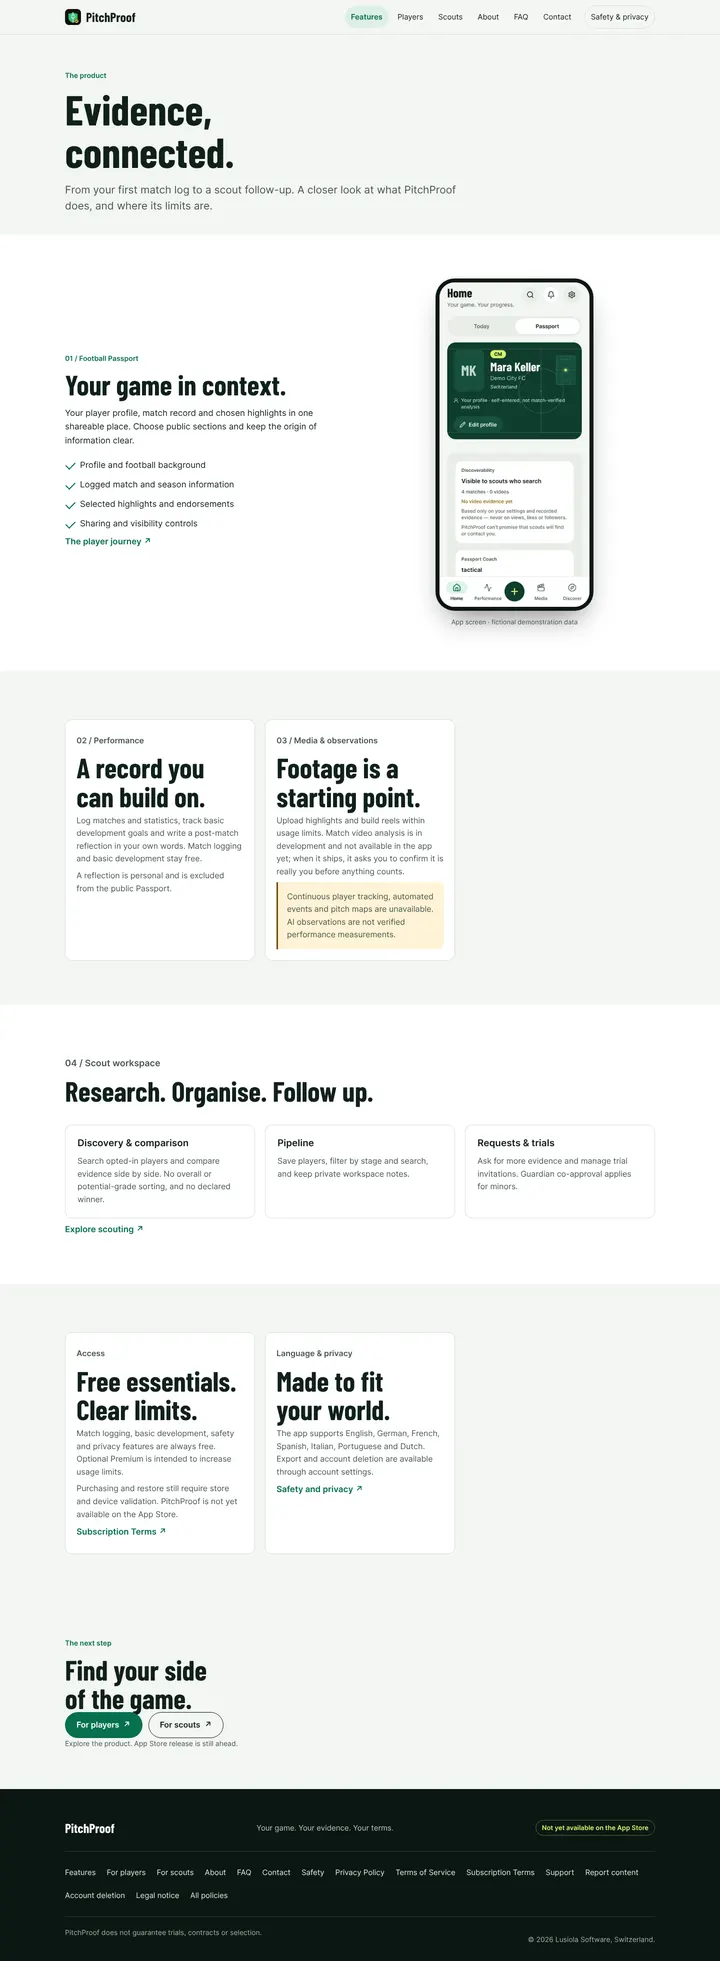 PitchProof
Features
Players
Scouts
About
FAQ
Contact
Safety & privacy
The product
Evidence,
connected.
From your first match log to a scout follow-up. A closer look at what PitchProof
does, and where its limits are.
01 / Football Passport
Your game in context.
Your player profile, match record and chosen highlights in one
shareable place. Choose public sections and keep the origin of
information clear.
Profile and football background
Logged match and season information
Selected highlights and endorsements
Sharing and visibility controls
The player journey ↗
Home
Your game. Your progress.
Today
Passport
MK
CM
Mara Keller
Demo City FC
Switzerland
Your profile · self-entered; not match-verified
analysis
Edit profile
Discoverability
Visible to scouts who search
4 matches · 0 videos
No video evidence yet
Based only on your settings and recorded
evidence — never on views, likes or followers.
PitchProof can't promise that scouts will find
or contact you.
Passport Coach
tactical
Home
Performance
Media
Discover
App screen · fictional demonstration data
02 / Performance
A record you
can build on.
Log matches and statistics, track basic
development goals and write a post-match
reflection in your own words. Match logging
and basic development stay free.
A reflection is personal and is excluded
from the public Passport.
03 / Media & observations
Footage is a
starting point.
Upload highlights and build reels within
usage limits. Match video analysis is in
development and not available in the app
yet; when it ships, it asks you to confirm it is
really you before anything counts.
Continuous player tracking, automated
events and pitch maps are unavailable.
AI observations are not verified
performance measurements.
04 / Scout workspace
Research. Organise. Follow up.
Discovery & comparison
Search opted-in players and compare
evidence side by side. No overall or
potential-grade sorting, and no declared
winner.
Pipeline
Save players, filter by stage and search,
and keep private workspace notes.
Requests & trials
Ask for more evidence and manage trial
invitations. Guardian co-approval applies
for minors.
Explore scouting ↗
Access
Free essentials.
Clear limits.
Match logging, basic development, safety
and privacy features are always free.
Optional Premium is intended to increase
usage limits.
Purchasing and restore still require store
and device validation. PitchProof is not yet
available on the App Store.
Subscription Terms ↗
Language & privacy
Made to fit
your world.
The app supports English, German, French,
Spanish, Italian, Portuguese and Dutch.
Export and account deletion are available
through account settings.
Safety and privacy ↗
The next step
Find your side
of the game.
For players ↗
For scouts ↗
Explore the product. App Store release is still ahead.
PitchProof
Your game. Your evidence. Your terms.
Not yet available on the App Store
Features
For players
For scouts
About
FAQ
Contact
Safety
Privacy Policy
Terms of Service
Subscription Terms
Support
Report content
Account deletion
Legal notice
All policies
PitchProof does not guarantee trials, contracts or selection.
© 2026 Lusiola Software, Switzerland.